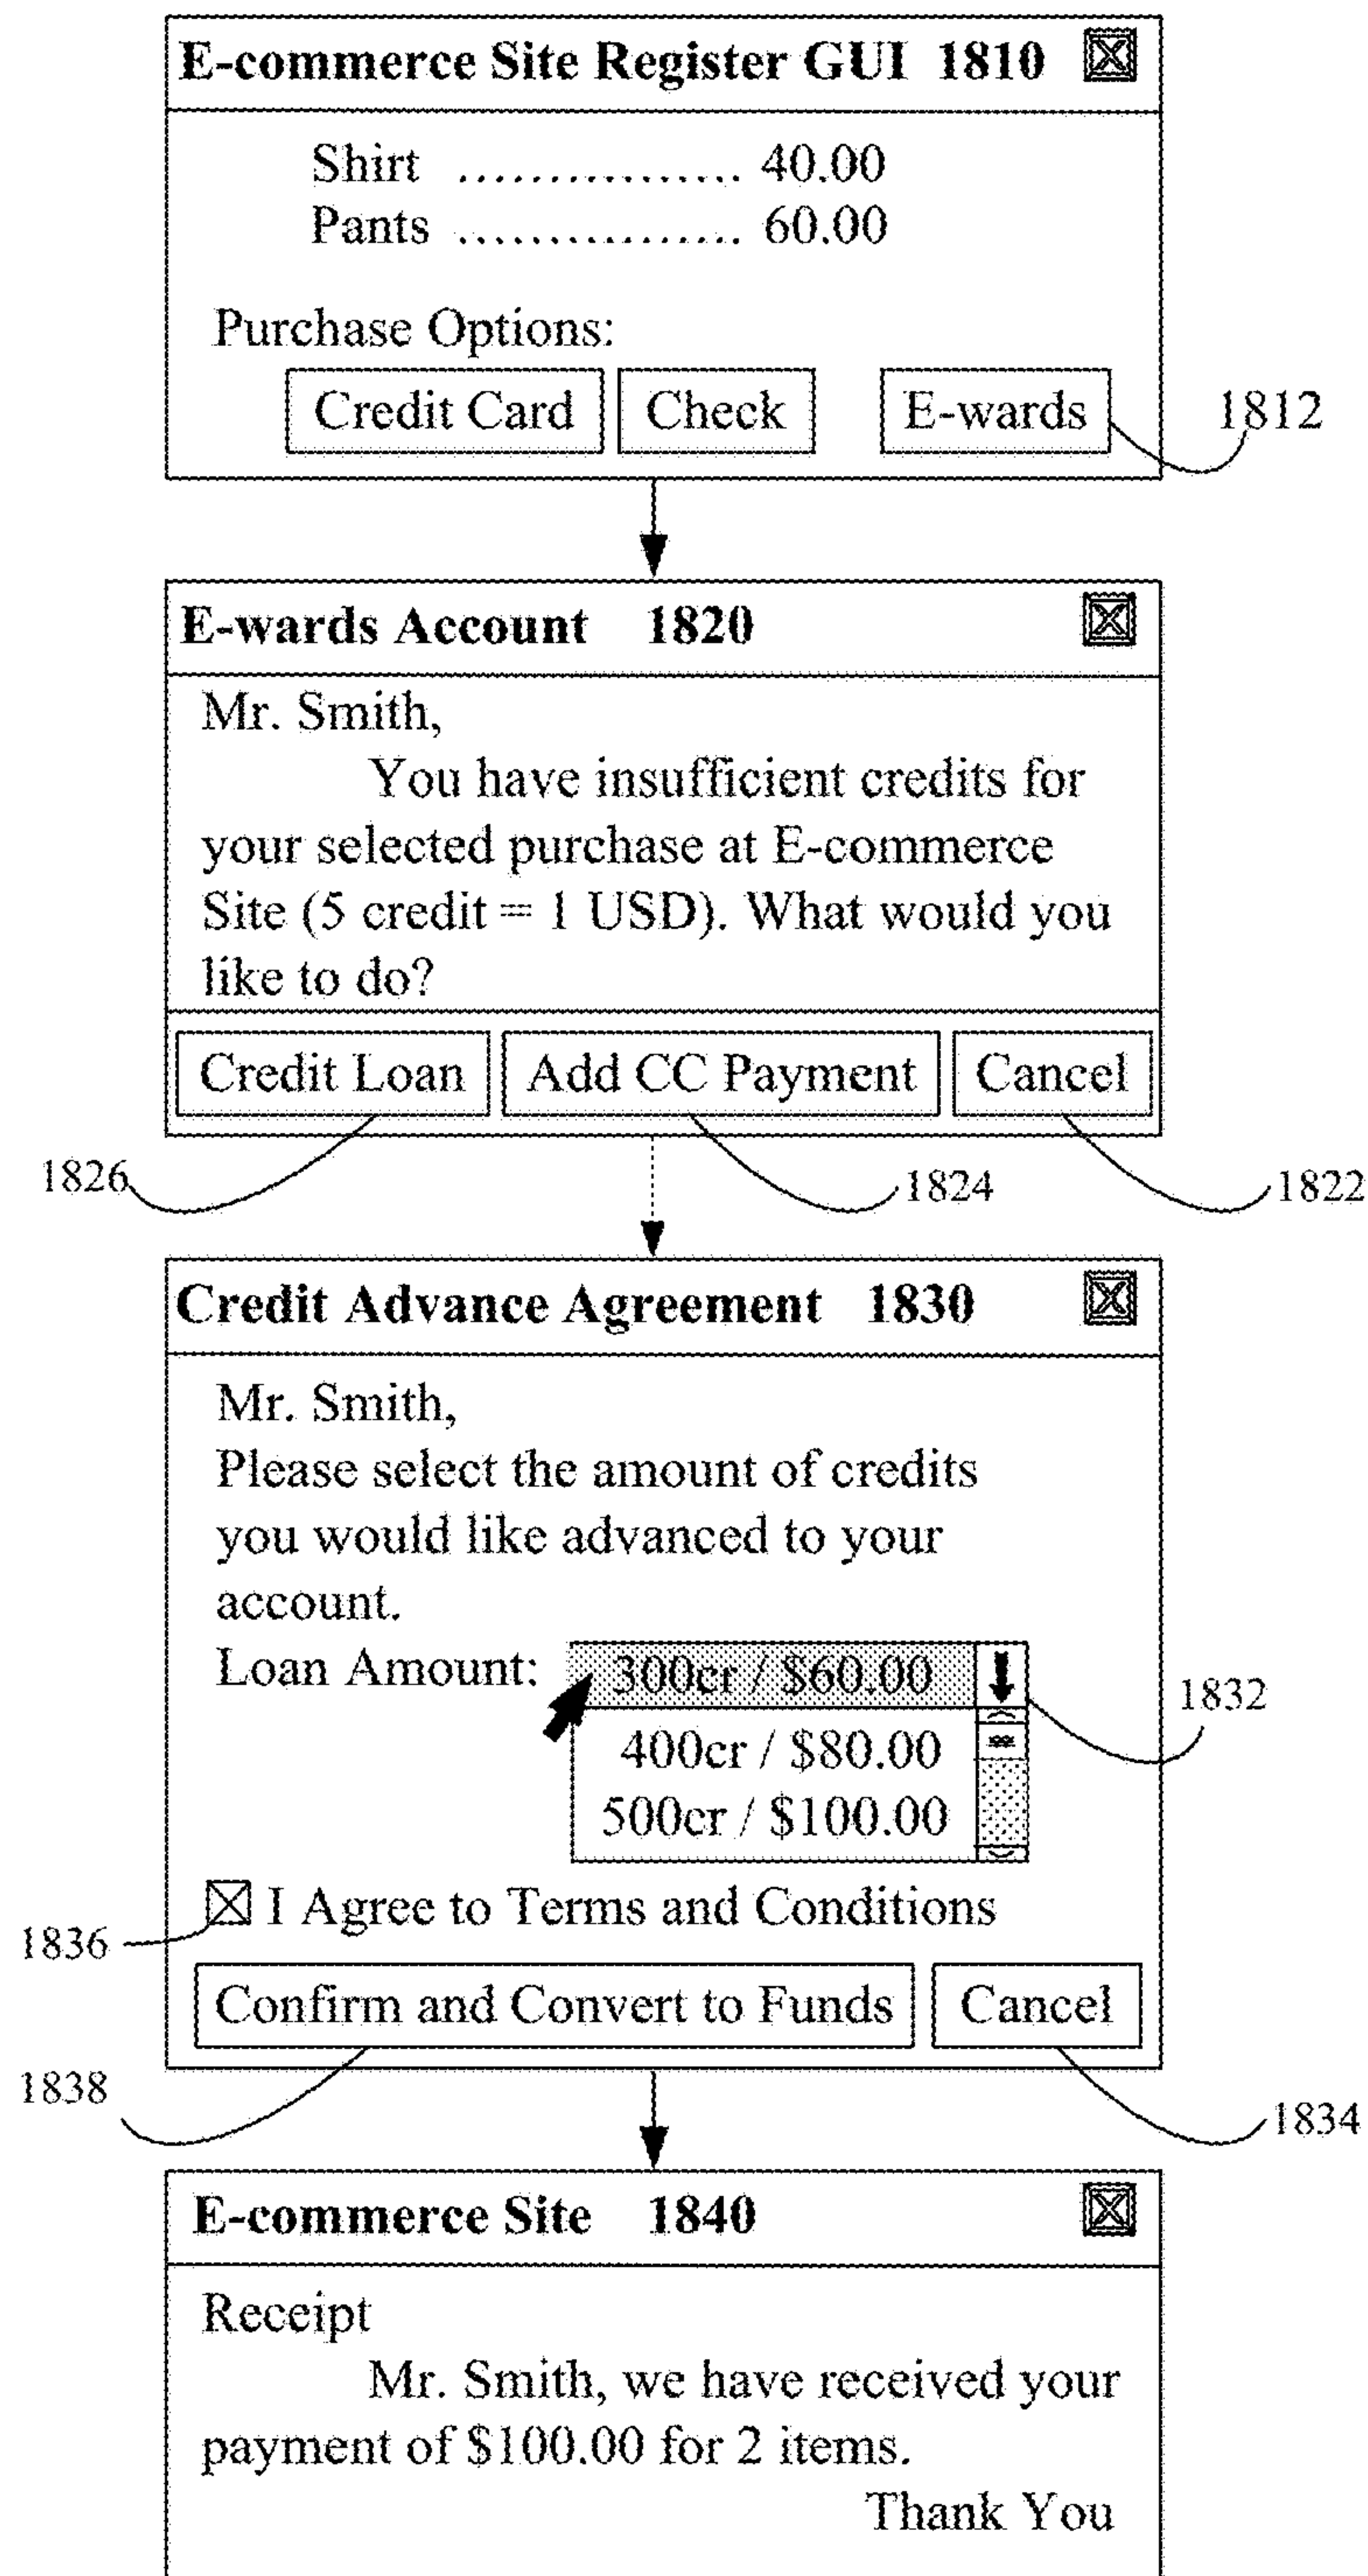 E-commerce Site Register GUI 1810
Shirt ................ 40.00
Pants ................ 60.00
Purchase Options:
Credit Card Check E-wards 1812
E-wards Account 1820
Mr. Smith,
You have insufficient credits for
your selected purchase at E-commerce
Site (5 credit = 1 USD). What would you
like to do?
Credit Loan Add CC Payment Cancel
1826 1824 1822
Credit Advance Agreement 1830
Mr. Smith,
Please select the amount of credits
you would like advanced to your
account.
Loan Amount: 300cr / $60.00
1832
400cr / $80.00
500cr / $100.00
I Agree to Terms and Conditions
1836
Confirm and Convert to Funds Cancel
1838
1834
E-commerce Site 1840
Receipt
Mr. Smith, we have received your
payment of $100.00 for 2 items.
Thank You